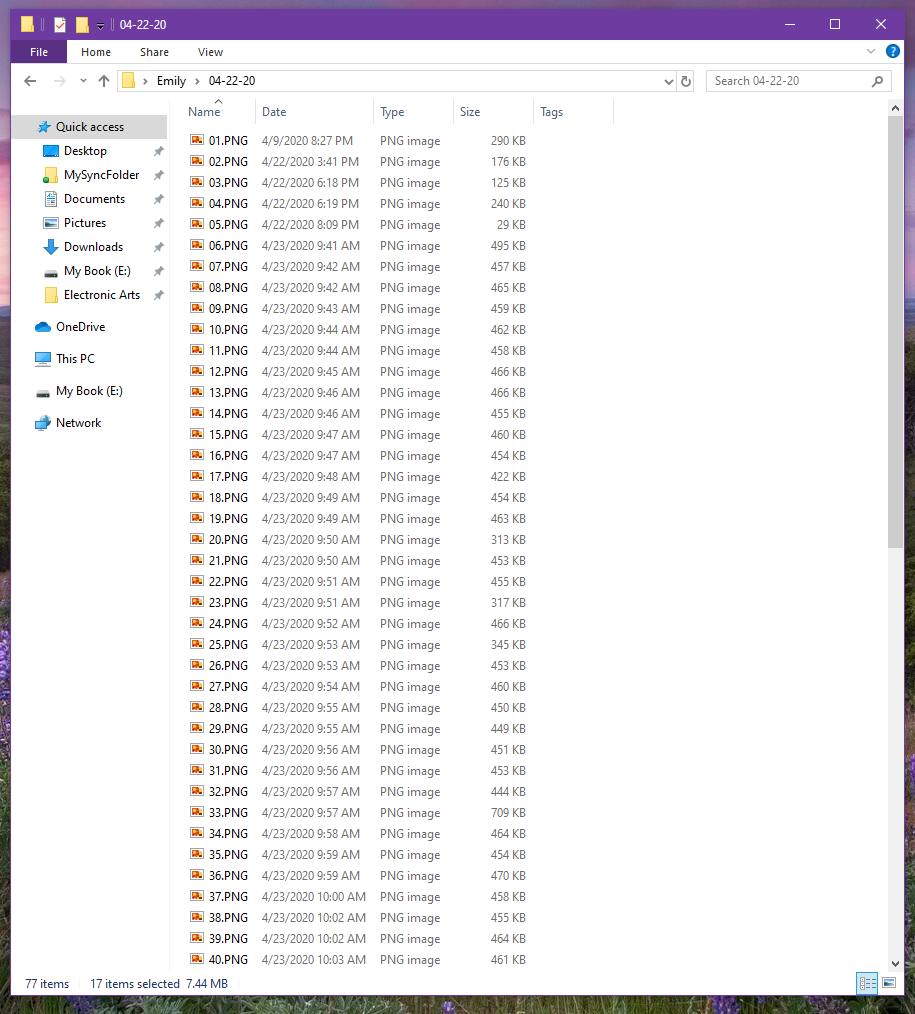 04-22-20
File Home Share View
Emily 04-22-20 Search 04-22-20
Name Date Type Size Tags
Quick access
Desktop
MySyncFolder
Documents
Pictures
Downloads
My Book (E:)
Electronic Arts
OneDrive
This PC
My Book (E:)
Network
01.PNG 4/9/2020 8:27 PM PNG image 290 KB
02.PNG 4/22/2020 3:41 PM PNG image 176 KB
03.PNG 4/22/2020 6:18 PM PNG image 125 KB
04.PNG 4/22/2020 6:19 PM PNG image 240 KB
05.PNG 4/22/2020 8:09 PM PNG image 29 KB
06.PNG 4/23/2020 9:41 AM PNG image 495 KB
07.PNG 4/23/2020 9:42 AM PNG image 457 KB
08.PNG 4/23/2020 9:42 AM PNG image 465 KB
09.PNG 4/23/2020 9:43 AM PNG image 459 KB
10.PNG 4/23/2020 9:44 AM PNG image 462 KB
11.PNG 4/23/2020 9:44 AM PNG image 458 KB
12.PNG 4/23/2020 9:45 AM PNG image 466 KB
13.PNG 4/23/2020 9:46 AM PNG image 466 KB
14.PNG 4/23/2020 9:46 AM PNG image 455 KB
15.PNG 4/23/2020 9:47 AM PNG image 460 KB
16.PNG 4/23/2020 9:47 AM PNG image 454 KB
17.PNG 4/23/2020 9:48 AM PNG image 422 KB
18.PNG 4/23/2020 9:49 AM PNG image 454 KB
19.PNG 4/23/2020 9:49 AM PNG image 463 KB
20.PNG 4/23/2020 9:50 AM PNG image 313 KB
21.PNG 4/23/2020 9:50 AM PNG image 453 KB
22.PNG 4/23/2020 9:51 AM PNG image 455 KB
23.PNG 4/23/2020 9:51 AM PNG image 317 KB
24.PNG 4/23/2020 9:52 AM PNG image 466 KB
25.PNG 4/23/2020 9:53 AM PNG image 345 KB
26.PNG 4/23/2020 9:53 AM PNG image 453 KB
27.PNG 4/23/2020 9:54 AM PNG image 460 KB
28.PNG 4/23/2020 9:55 AM PNG image 450 KB
29.PNG 4/23/2020 9:55 AM PNG image 449 KB
30.PNG 4/23/2020 9:56 AM PNG image 451 KB
31.PNG 4/23/2020 9:56 AM PNG image 453 KB
32.PNG 4/23/2020 9:57 AM PNG image 444 KB
33.PNG 4/23/2020 9:57 AM PNG image 709 KB
34.PNG 4/23/2020 9:58 AM PNG image 464 KB
35.PNG 4/23/2020 9:59 AM PNG image 454 KB
36.PNG 4/23/2020 9:59 AM PNG image 470 KB
37.PNG 4/23/2020 10:00 AM PNG image 458 KB
38.PNG 4/23/2020 10:02 AM PNG image 455 KB
39.PNG 4/23/2020 10:02 AM PNG image 464 KB
40.PNG 4/23/2020 10:03 AM PNG image 461 KB
77 items 17 items selected 7.44 MB